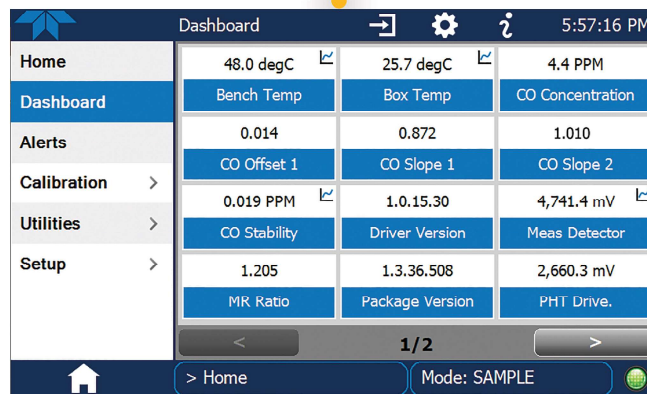 Dashboard
5:57:16 PM
Home
Dashboard
Alerts
Calibration >
Utilities >
Setup >
48.0 degC
25.7 degC
4.4 PPM
Bench Temp
Box Temp
CO Concentration
0.014
0.872
1.010
CO Offset 1
CO Slope 1
CO Slope 2
0.019 PPM
1.0.15.30
4,741.4 mV
CO Stability
Driver Version
Meas Detector
1.205
1.3.36.508
2,660.3 mV
MR Ratio
Package Version
PHT Drive.
<
1/2
>
> Home
Mode: SAMPLE